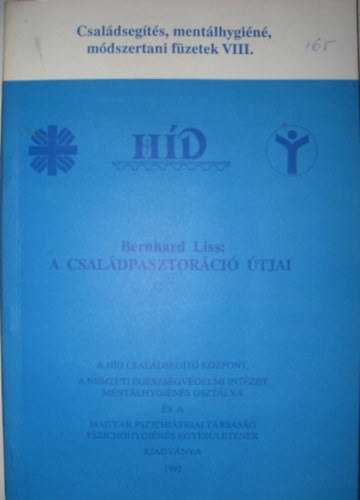 Családsegítés, mentálhygiéné,
módszertani füzetek VIII.
165
HÍD
Bernhard Liss:
A CSALÁDPASZTORÁCIÓ ÚTJAI
A HÍD CSALÁDSEGÍTŐ KÖZPONT,
A NEMZETI EGÉSZSÉGVÉDELMI INTÉZET
MENTÁLHYGIÉNÉS OSZTÁLYA
ÉS A
MAGYAR PSZICHIÁTRIAI TÁRSASÁG
PSZICHOHYGIÉNÉS EGYESÜLETÉNEK
KIADVÁNYA
1992